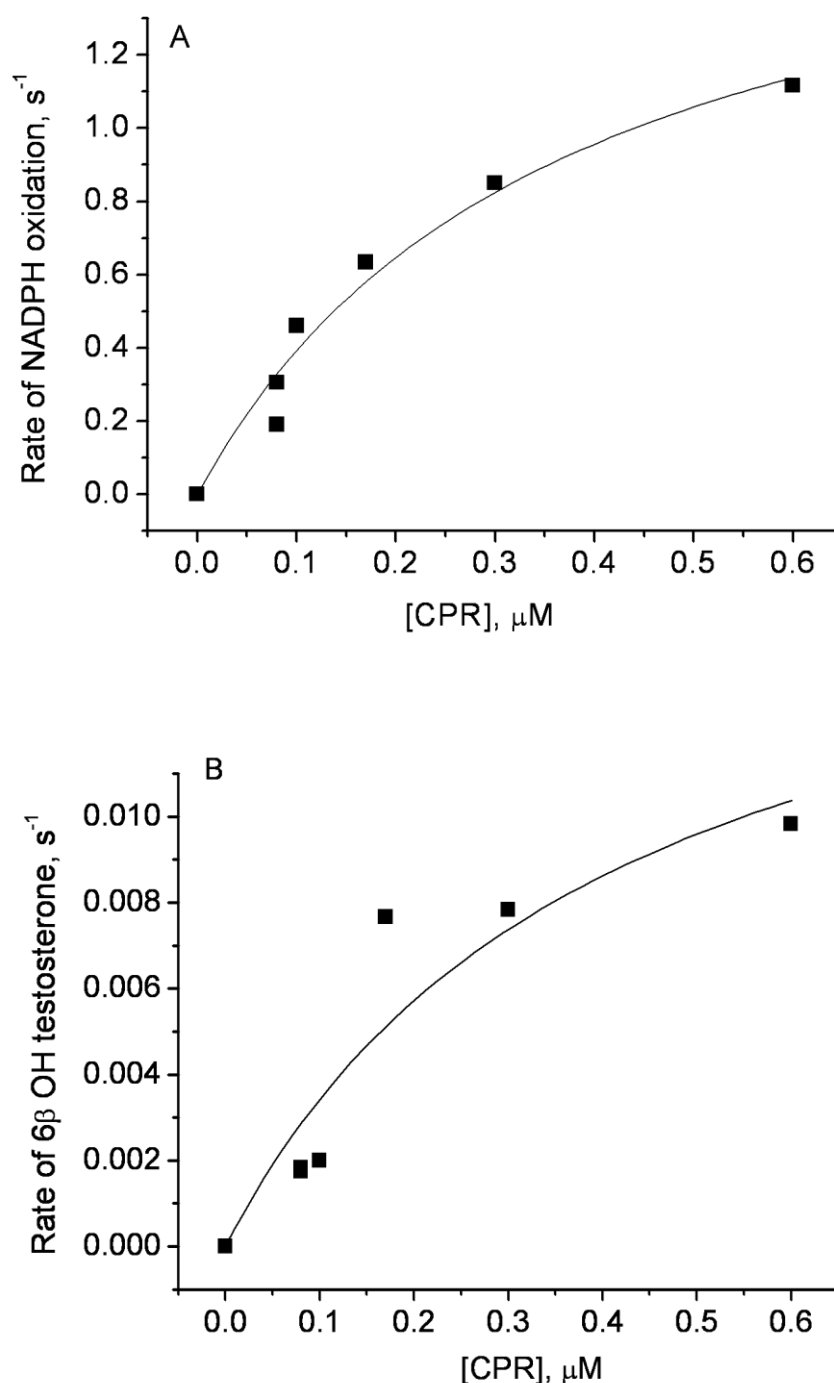 A
1.2
1.0
0.8
0.6
0.4
0.2
0.0
Rate of NADPH oxidation, s⁻¹
0.0 0.1 0.2 0.3 0.4 0.5 0.6
[CPR], μM
B
0.010
0.008
0.006
0.004
0.002
0.000
Rate of 6β OH testosterone, s⁻¹
0.0 0.1 0.2 0.3 0.4 0.5 0.6
[CPR], μM